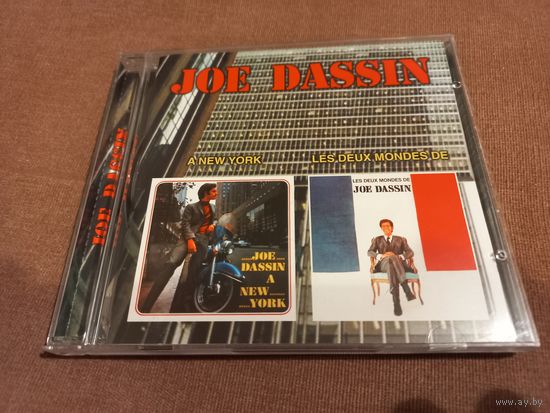 JOE DASSIN
JOE DASSIN
A NEW YORK
LES DEUX MONDES DE
JOE
DASSIN
A
NEW
YORK
LES DEUX MONDES DE
JOE DASSIN
www.ay.by